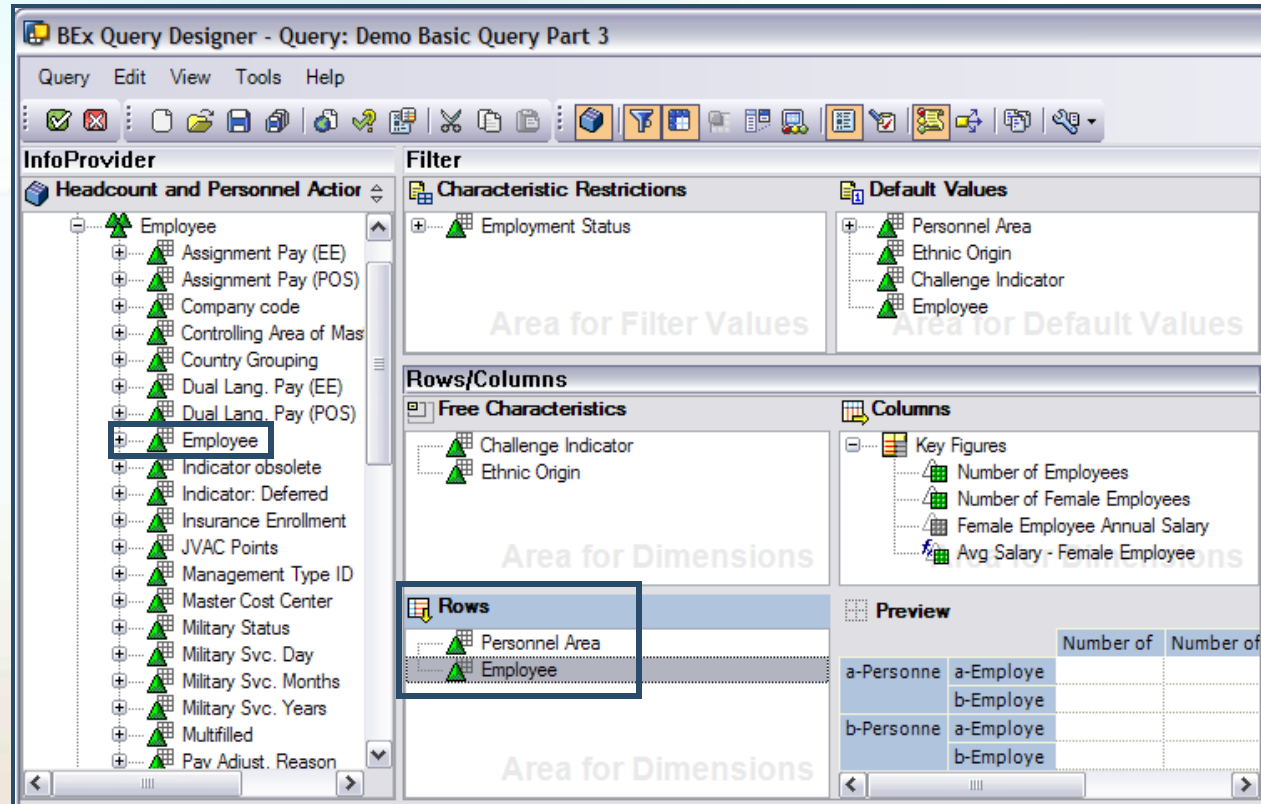 BEx Query Designer - Query: Demo Basic Query Part 3
Query Edit View Tools Help
InfoProvider
Headcount and Personnel Action
Employee
Assignment Pay (EE)
Assignment Pay (POS)
Company code
Controlling Area of Mas
Country Grouping
Dual Lang. Pay (EE)
Dual Lang. Pay (POS)
Employee
Indicator obsolete
Indicator: Deferred
Insurance Enrollment
JVAC Points
Management Type ID
Master Cost Center
Military Status
Military Svc. Day
Military Svc. Months
Military Svc. Years
Multifilled
Pay Adjust. Reason
Filter
Characteristic Restrictions
Employment Status
Area for Filter Values
Default Values
Personnel Area
Ethnic Origin
Challenge Indicator
Employee
Area for Default Values
Rows/Columns
Free Characteristics
Challenge Indicator
Ethnic Origin
Area for Dimensions
Columns
Key Figures
Number of Employees
Number of Female Employees
Female Employee Annual Salary
Avg Salary - Female Employee
Area for Dimensions
Rows
Personnel Area
Employee
Area for Dimensions
Preview
Number of Number of
a-Personne a-Employe
b-Employe
b-Personne a-Employe
b-Employe